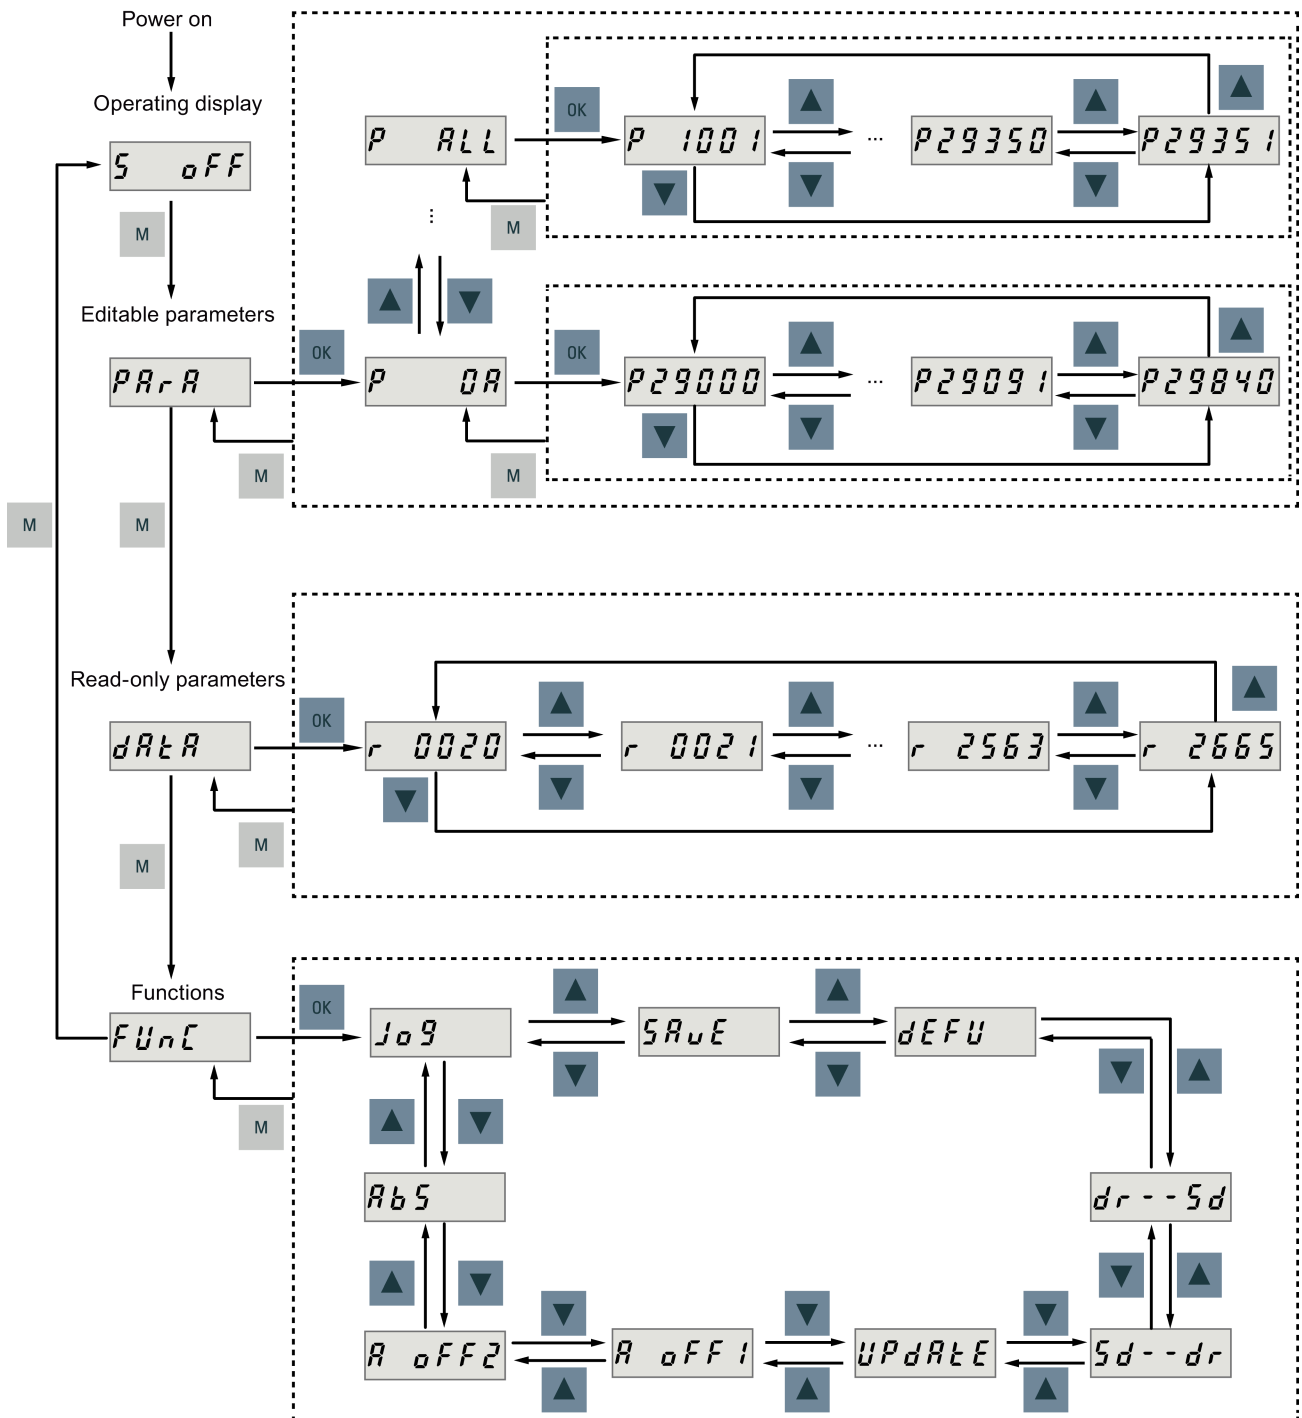 Power on
Operating display
S oFF
M
Editable parameters
PArA
M
M
M
Read-only parameters
dAtA
M
M
Functions
FUnC
M
OK
P ALL
OK
P 1001
...
P29350
P29351
M
OK
P 0A
OK
P29000
...
P29091
P29840
M
OK
r 0020
r 0021
...
r 2563
r 2665
OK
Jog
SAvE
dEFU
AbS
dr--Sd
A oFF2
A oFF1
UPdAtE
Sd--dr